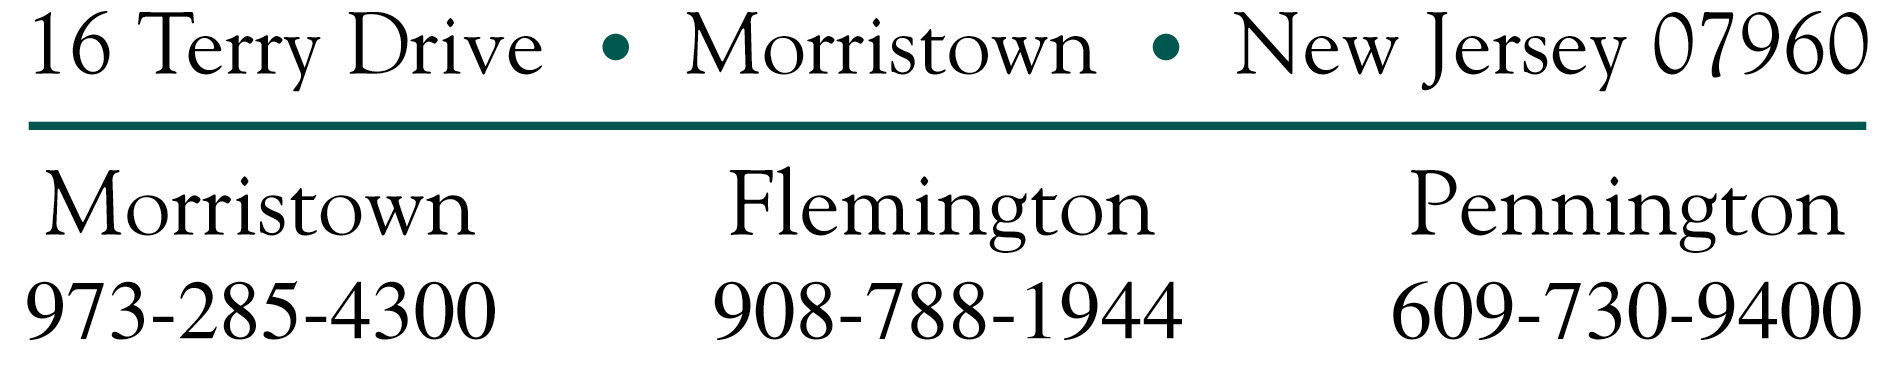 16 Terry Drive • Morristown • New Jersey 07960
Morristown Flemington Pennington
973-285-4300 908-788-1944 609-730-9400